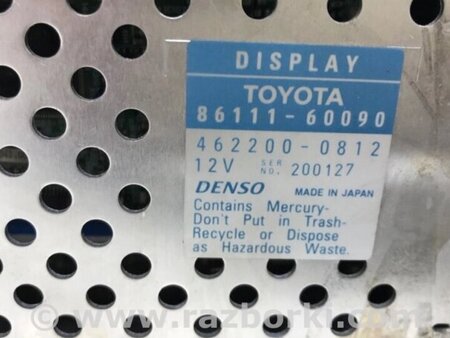 DISPLAY
TOYOTA
86111-60090
462200-0812
12V SER NO. 200127
DENSO MADE IN JAPAN
Contains Mercury-
Don't Put in Trash-
Recycle or Dispose
as Hazardous Waste.
www.razborki.com